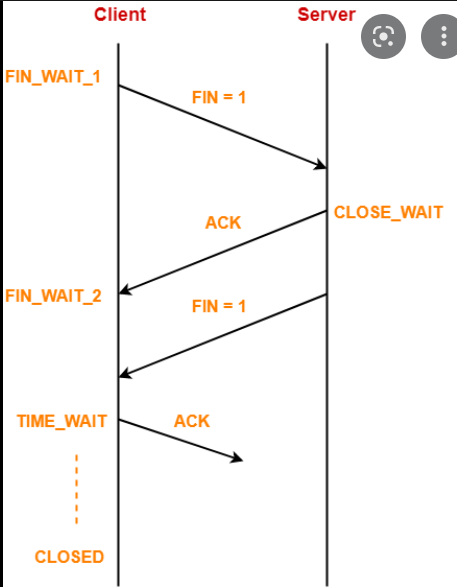 Client
Server
FIN_WAIT_1
FIN = 1
CLOSE_WAIT
ACK
FIN_WAIT_2
FIN = 1
TIME_WAIT
ACK
CLOSED